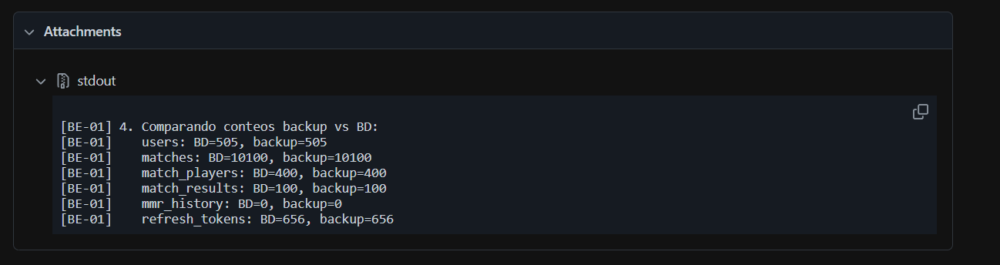 Attachments
stdout
[BE-01] 4. Comparando conteos backup vs BD:
[BE-01]    users: BD=505, backup=505
[BE-01]    matches: BD=10100, backup=10100
[BE-01]    match_players: BD=400, backup=400
[BE-01]    match_results: BD=100, backup=100
[BE-01]    mmr_history: BD=0, backup=0
[BE-01]    refresh_tokens: BD=656, backup=656